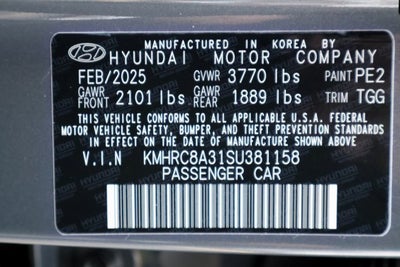 MANUFACTURED IN KOREA BY
HYUNDAI MOTOR COMPANY
FEB/2025 GVWR 3770 lbs PAINT PE2
GAWR FRONT 2101 lbs GAWR REAR 1889 lbs TRIM TGG
THIS VEHICLE CONFORMS TO ALL APPLICABLE U.S.A. FEDERAL
MOTOR VEHICLE SAFETY, BUMPER, AND THEFT PREVENTION
STANDARDS IN EFFECT ON THE DATE OF MANUFACTURE SHOWN ABOVE.
V.I.N KMHRC8A31SU381158
PASSENGER CAR